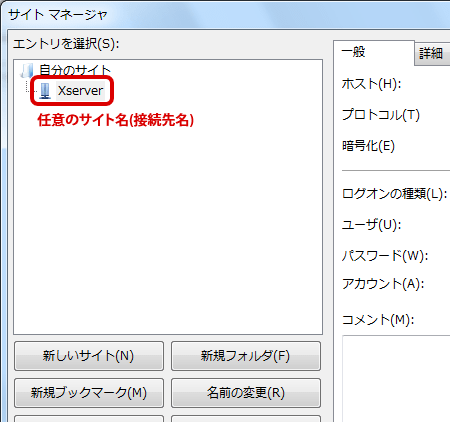 サイト マネージャ
エントリを選択(S):
自分のサイト
Xserver
任意のサイト名(接続先名)
新しいサイト(N)
新規フォルダ(F)
新規ブックマーク(M)
名前の変更(R)
一般
詳細
ホスト(H):
プロトコル(T)
暗号化(E)
ログオンの種類(L):
ユーザ(U):
パスワード(W):
アカウント(A):
コメント(M):